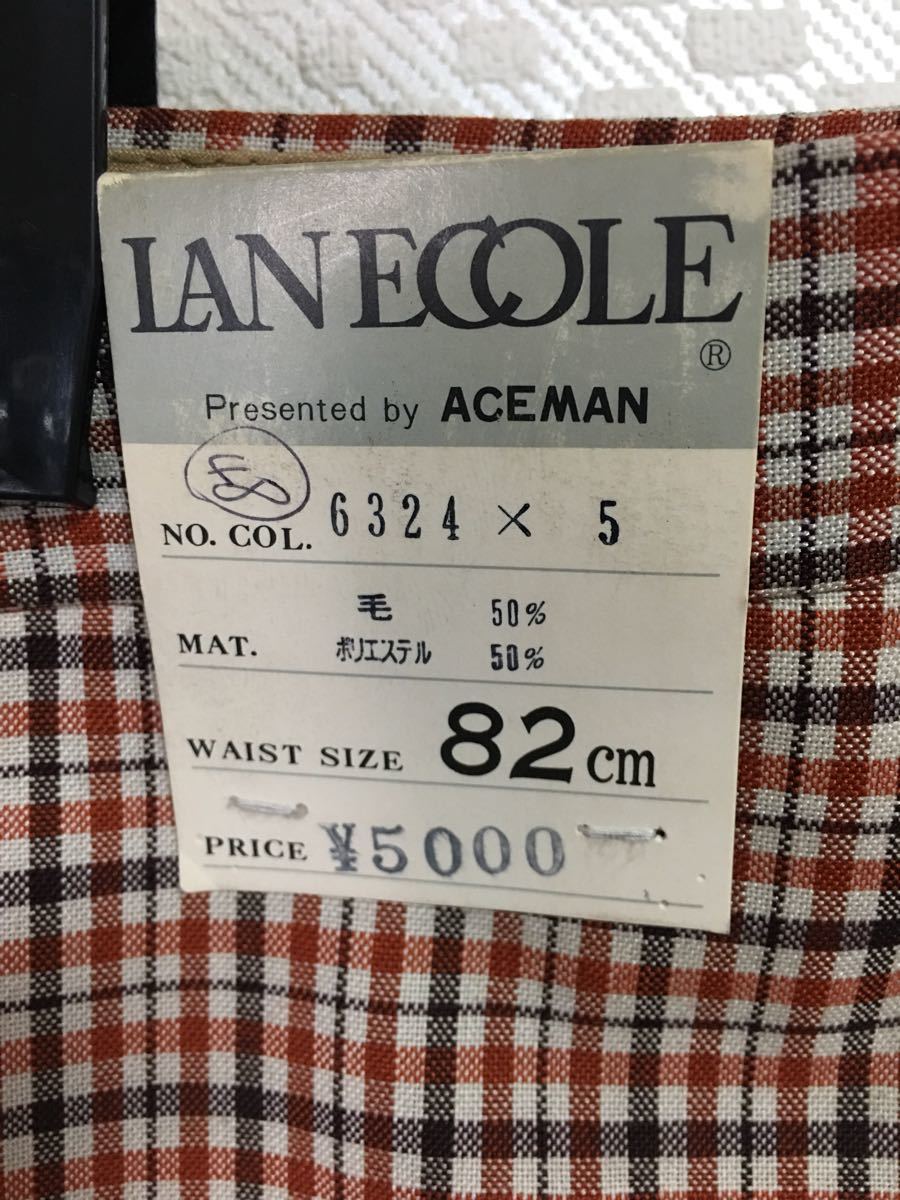 LANECOLE
®
Presented by ACEMAN
80
NO. COL. 6324 × 5
毛 50%
MAT. ポリエステル 50%
WAIST SIZE 82cm
PRICE ¥5000